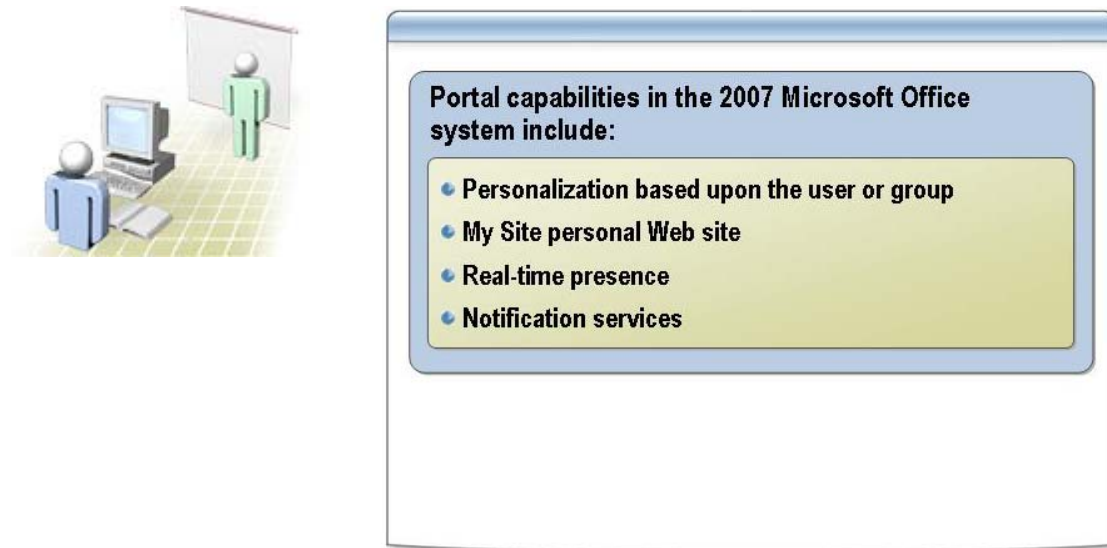 Portal capabilities in the 2007 Microsoft Office
system include:
Personalization based upon the user or group
My Site personal Web site
Real-time presence
Notification services